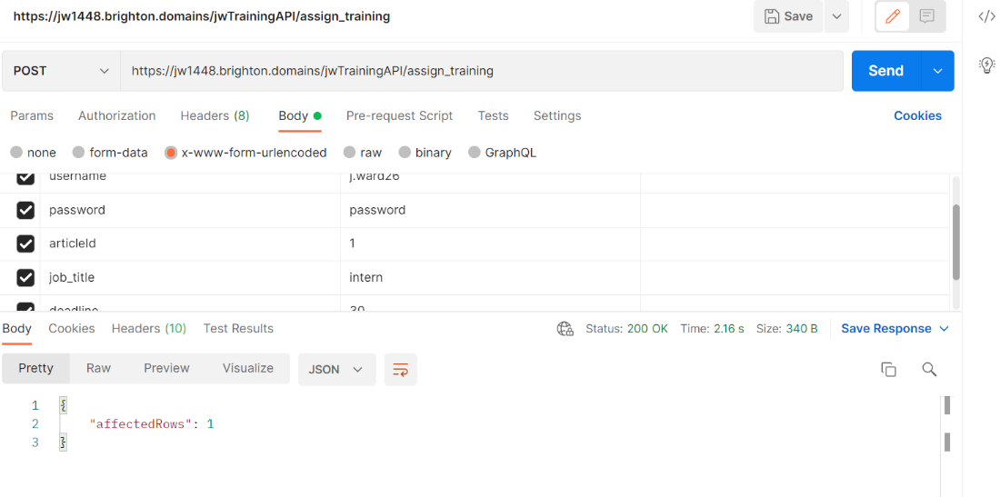 https://jw1448.brighton.domains/jwTrainingAPI/assign_training
Save
POST https://jw1448.brighton.domains/jwTrainingAPI/assign_training Send
Params Authorization Headers (8) Body Pre-request Script Tests Settings Cookies
none form-data x-www-form-urlencoded raw binary GraphQL
username j.ward26
password password
articleId 1
job_title intern
deadline 30
Body Cookies Headers (10) Test Results Status: 200 OK Time: 2.16 s Size: 340 B Save Response
Pretty Raw Preview Visualize JSON
1 {
2 "affectedRows": 1
3 }